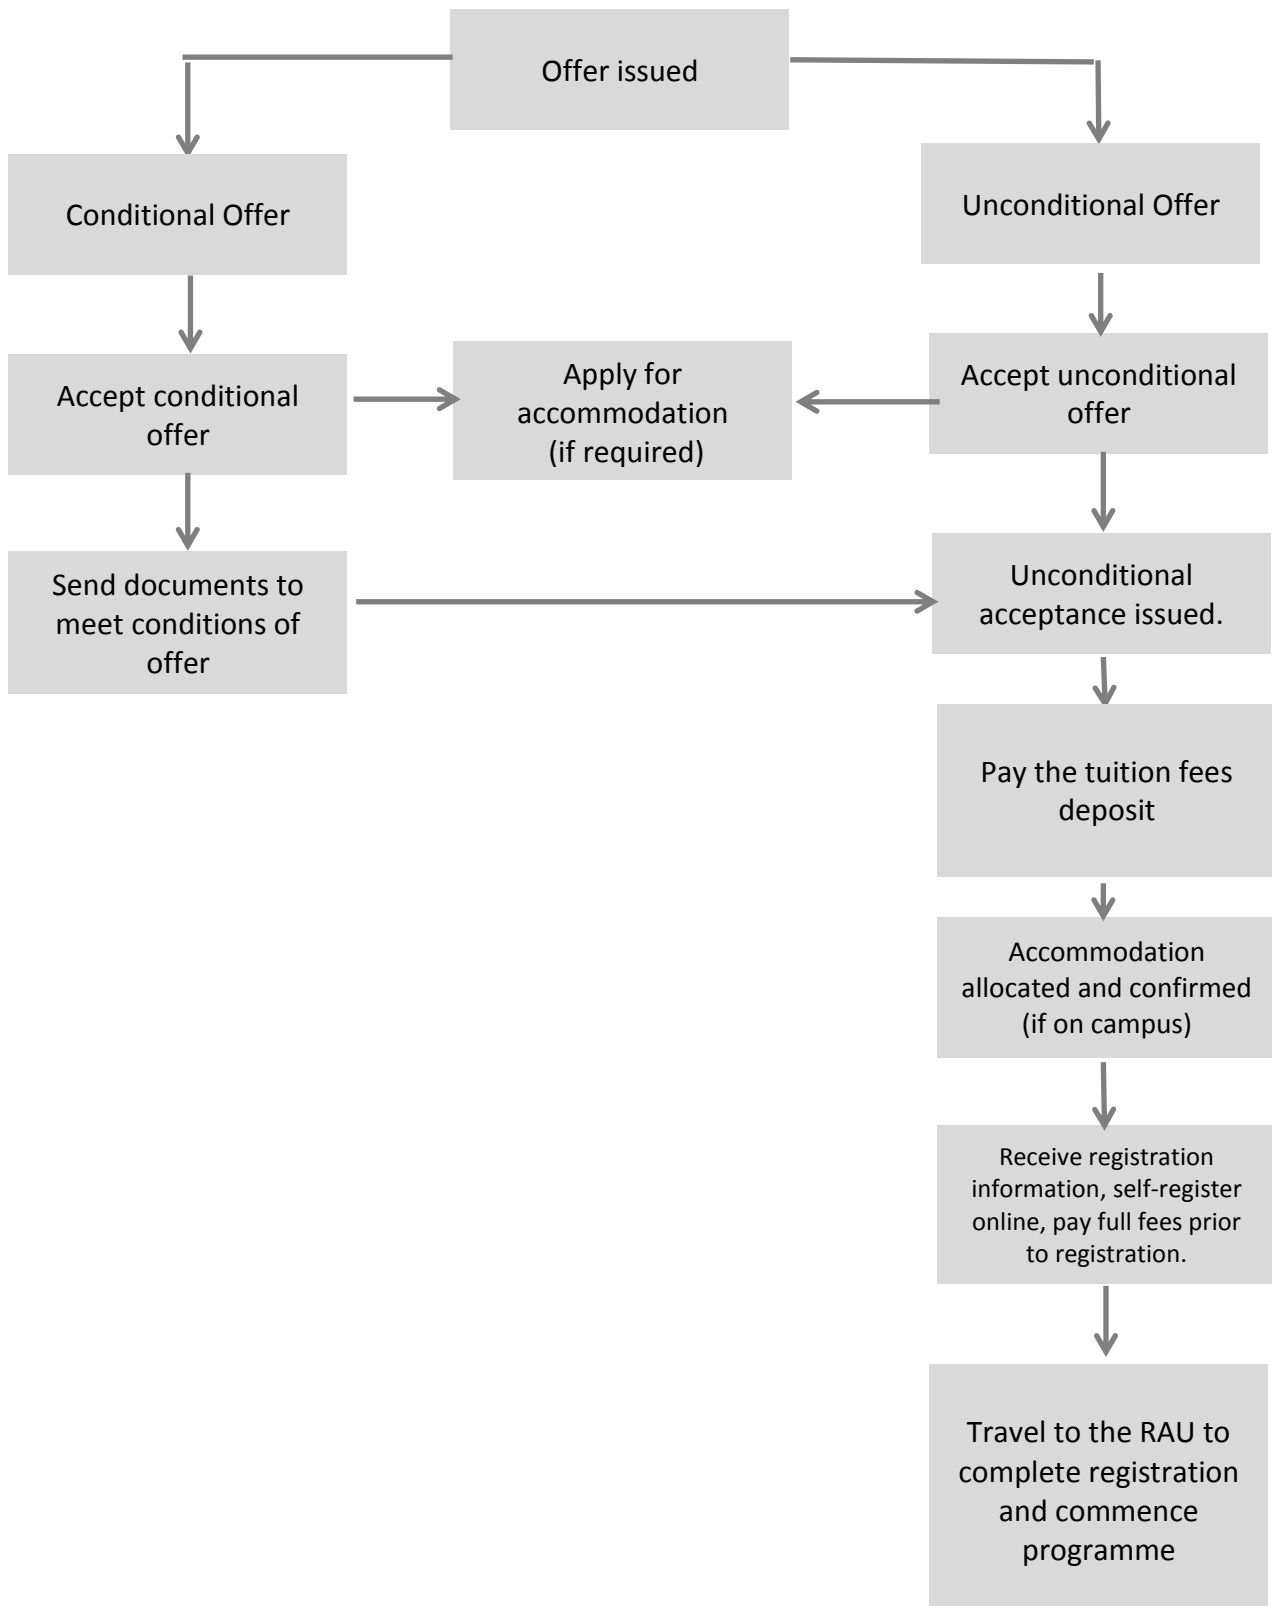 Offer issued
Conditional Offer
Unconditional Offer
Accept conditional
offer
Apply for
accommodation
(if required)
Accept unconditional
offer
Send documents to
meet conditions of
offer
Unconditional
acceptance issued.
Pay the tuition fees
deposit
Accommodation
allocated and confirmed
(if on campus)
Receive registration
information, self-register
online, pay full fees prior
to registration.
Travel to the RAU to
complete registration
and commence
programme